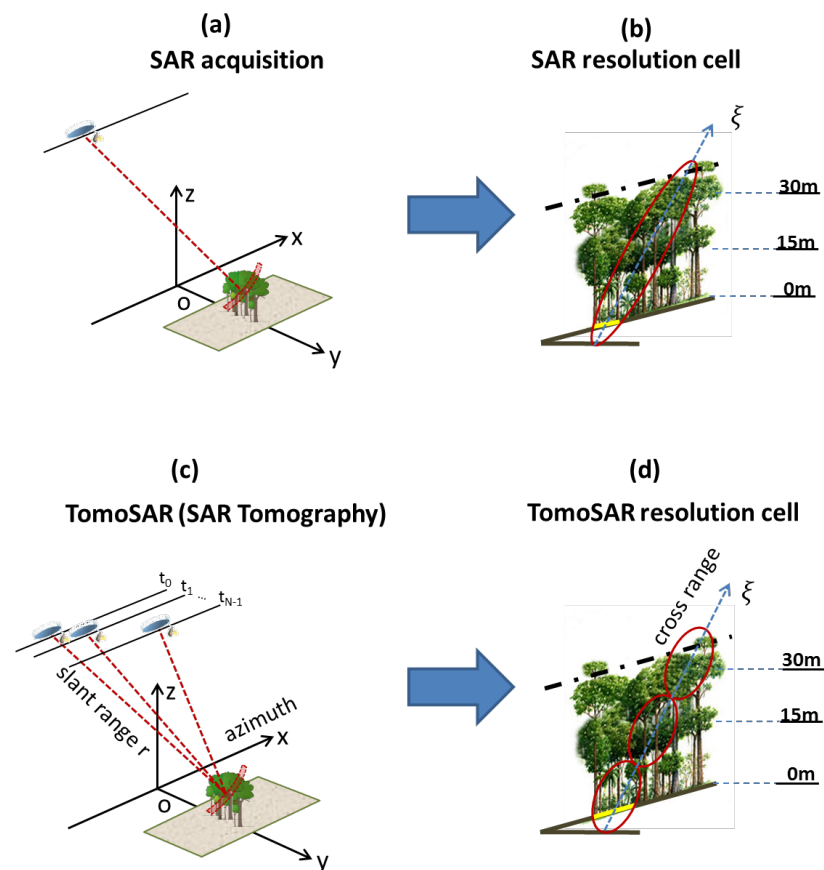 (a)
SAR acquisition
z
x
O
y
(b)
SAR resolution cell
ξ
30m
15m
0m
(c)
TomoSAR (SAR Tomography)
t0
t1 ...
tN-1
slant range r
z
azimuth
x
O
y
(d)
TomoSAR resolution cell
cross range
ξ
30m
15m
0m